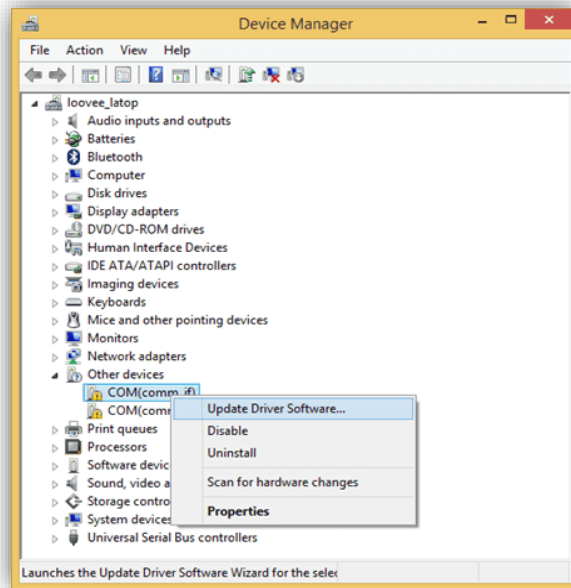 Device Manager
File Action View Help
loovee_latop
Audio inputs and outputs
Batteries
Bluetooth
Computer
Disk drives
Display adapters
DVD/CD-ROM drives
Human Interface Devices
IDE ATA/ATAPI controllers
Imaging devices
Keyboards
Mice and other pointing devices
Monitors
Network adapters
Other devices
COM(comm_if)
COM(comm
Print queues
Processors
Software devic
Sound, video a
Storage contro
System devices
Universal Serial Bus controllers
Update Driver Software...
Disable
Uninstall
Scan for hardware changes
Properties
Launches the Update Driver Software Wizard for the selec